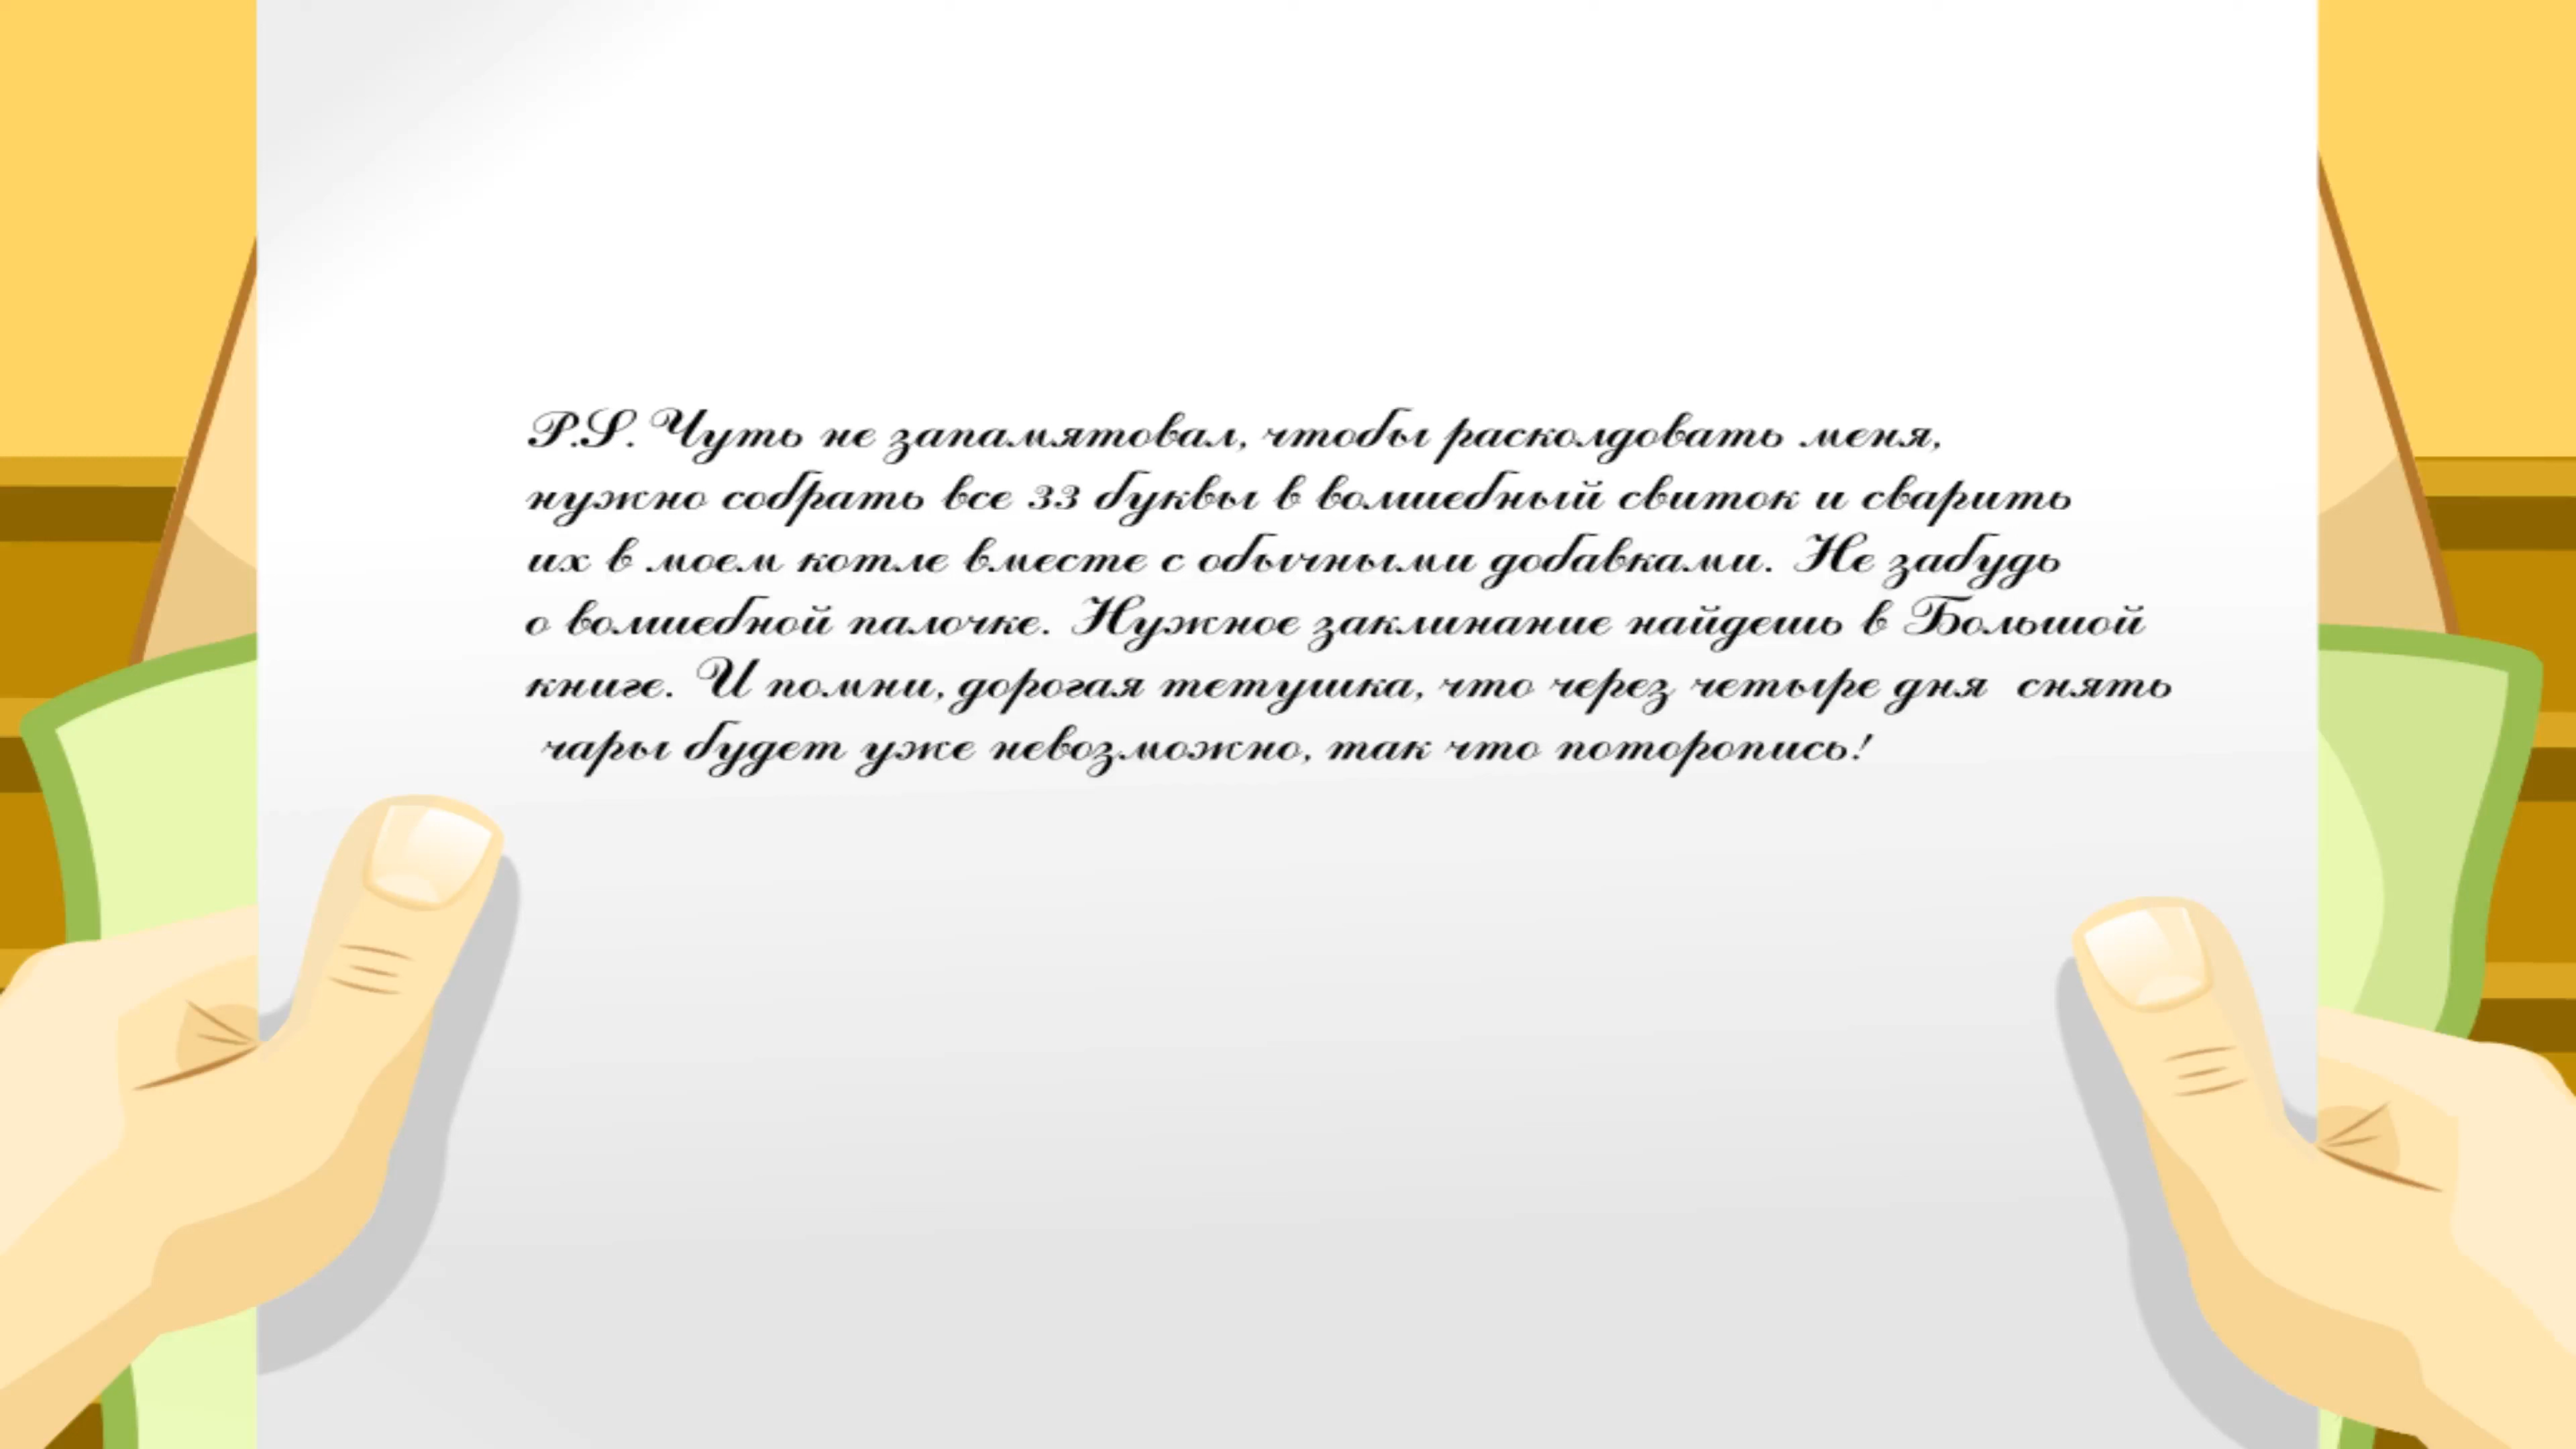 P.S. Чуть не запамятовал, чтобы расколдовать меня,
нужно собрать все 33 буквы в волшебный свиток и сварить
их в моем котле вместе с обычными добавками. Не забудь
о волшебной палочке. Нужное заклинание найдешь в Большой
книге. И помни, дорогая тетушка, что через четыре дня снять
чары будет уже невозможно, так что поторопись!